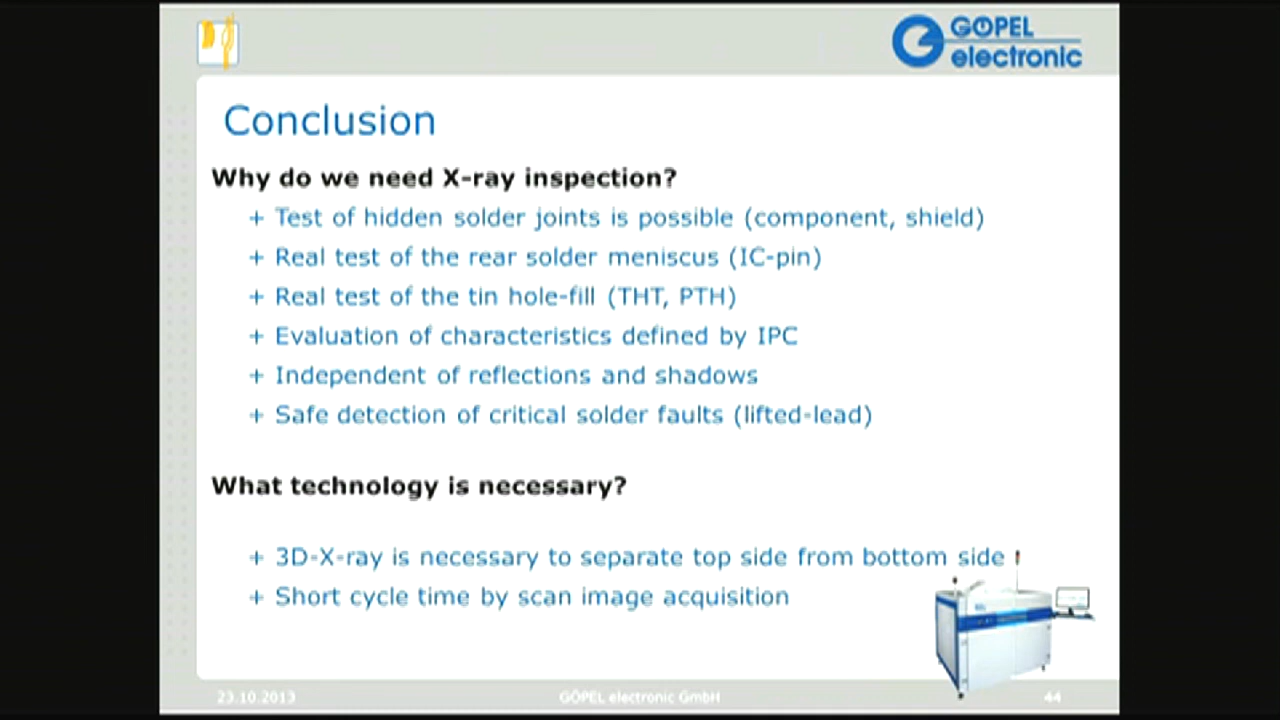 GÖPEL
electronic
Conclusion
Why do we need X-ray inspection?
+ Test of hidden solder joints is possible (component, shield)
+ Real test of the rear solder meniscus (IC-pin)
+ Real test of the tin hole-fill (THT, PTH)
+ Evaluation of characteristics defined by IPC
+ Independent of reflections and shadows
+ Safe detection of critical solder faults (lifted-lead)
What technology is necessary?
+ 3D-X-ray is necessary to separate top side from bottom side
+ Short cycle time by scan image acquisition
23.10.2013
GÖPEL electronic GmbH
44